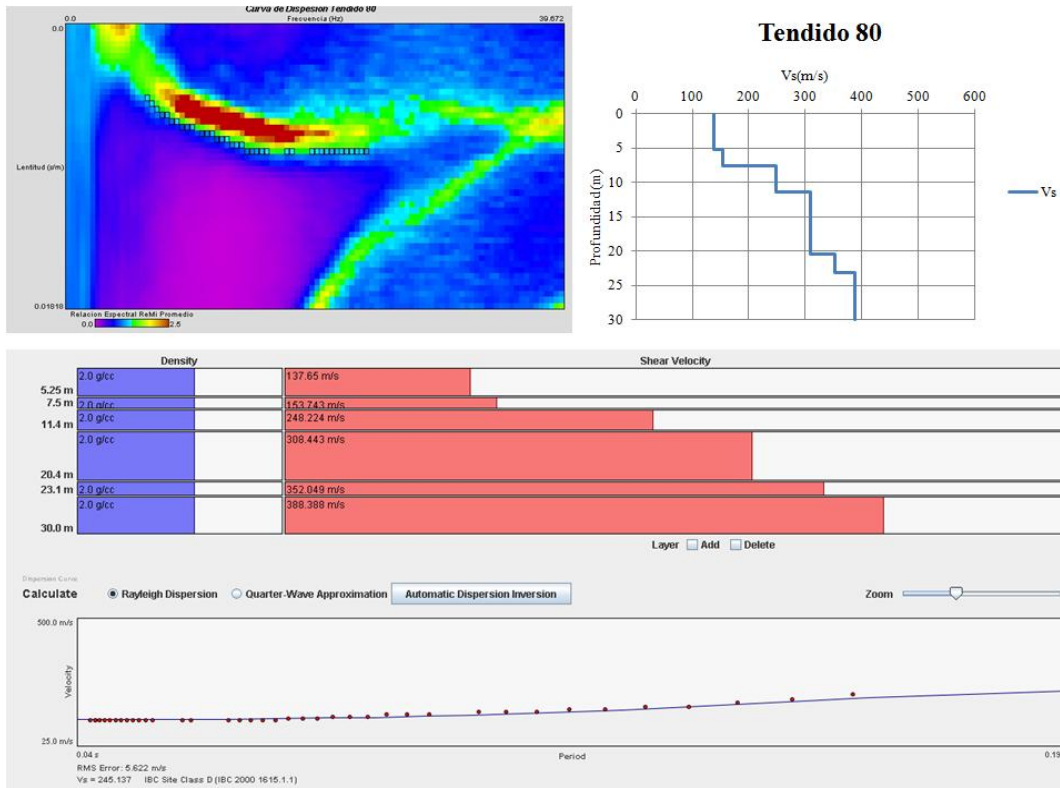 Curva de Dispesión Tendido 80
0.0 Frecuencia (Hz) 39.672
0.0
Lentitud (s/m)
0.01818
Relacion Espectral ReMi Promedio
0.0 2.5
Tendido 80
Vs(m/s)
0 100 200 300 400 500 600
0
5
10
15
20
25
30
Profundidad(m)
Vs
Density Shear Velocity
2.0 g/cc 137.65 m/s
5.25 m
2.0 g/cc 153.743 m/s
7.5 m
2.0 g/cc 248.224 m/s
11.4 m
2.0 g/cc 308.443 m/s
20.4 m
2.0 g/cc 352.049 m/s
23.1 m
2.0 g/cc 388.388 m/s
30.0 m
Layer Add Delete
Dispersion Curve
Calculate Rayleigh Dispersion Quarter-Wave Approximation Automatic Dispersion Inversion Zoom
500.0 m/s
Velocity
25.0 m/s
0.04 s Period 0.19
RMS Error: 5.622 m/s
Vs = 245.137 IBC Site Class D (IBC 2000 1615.1.1)